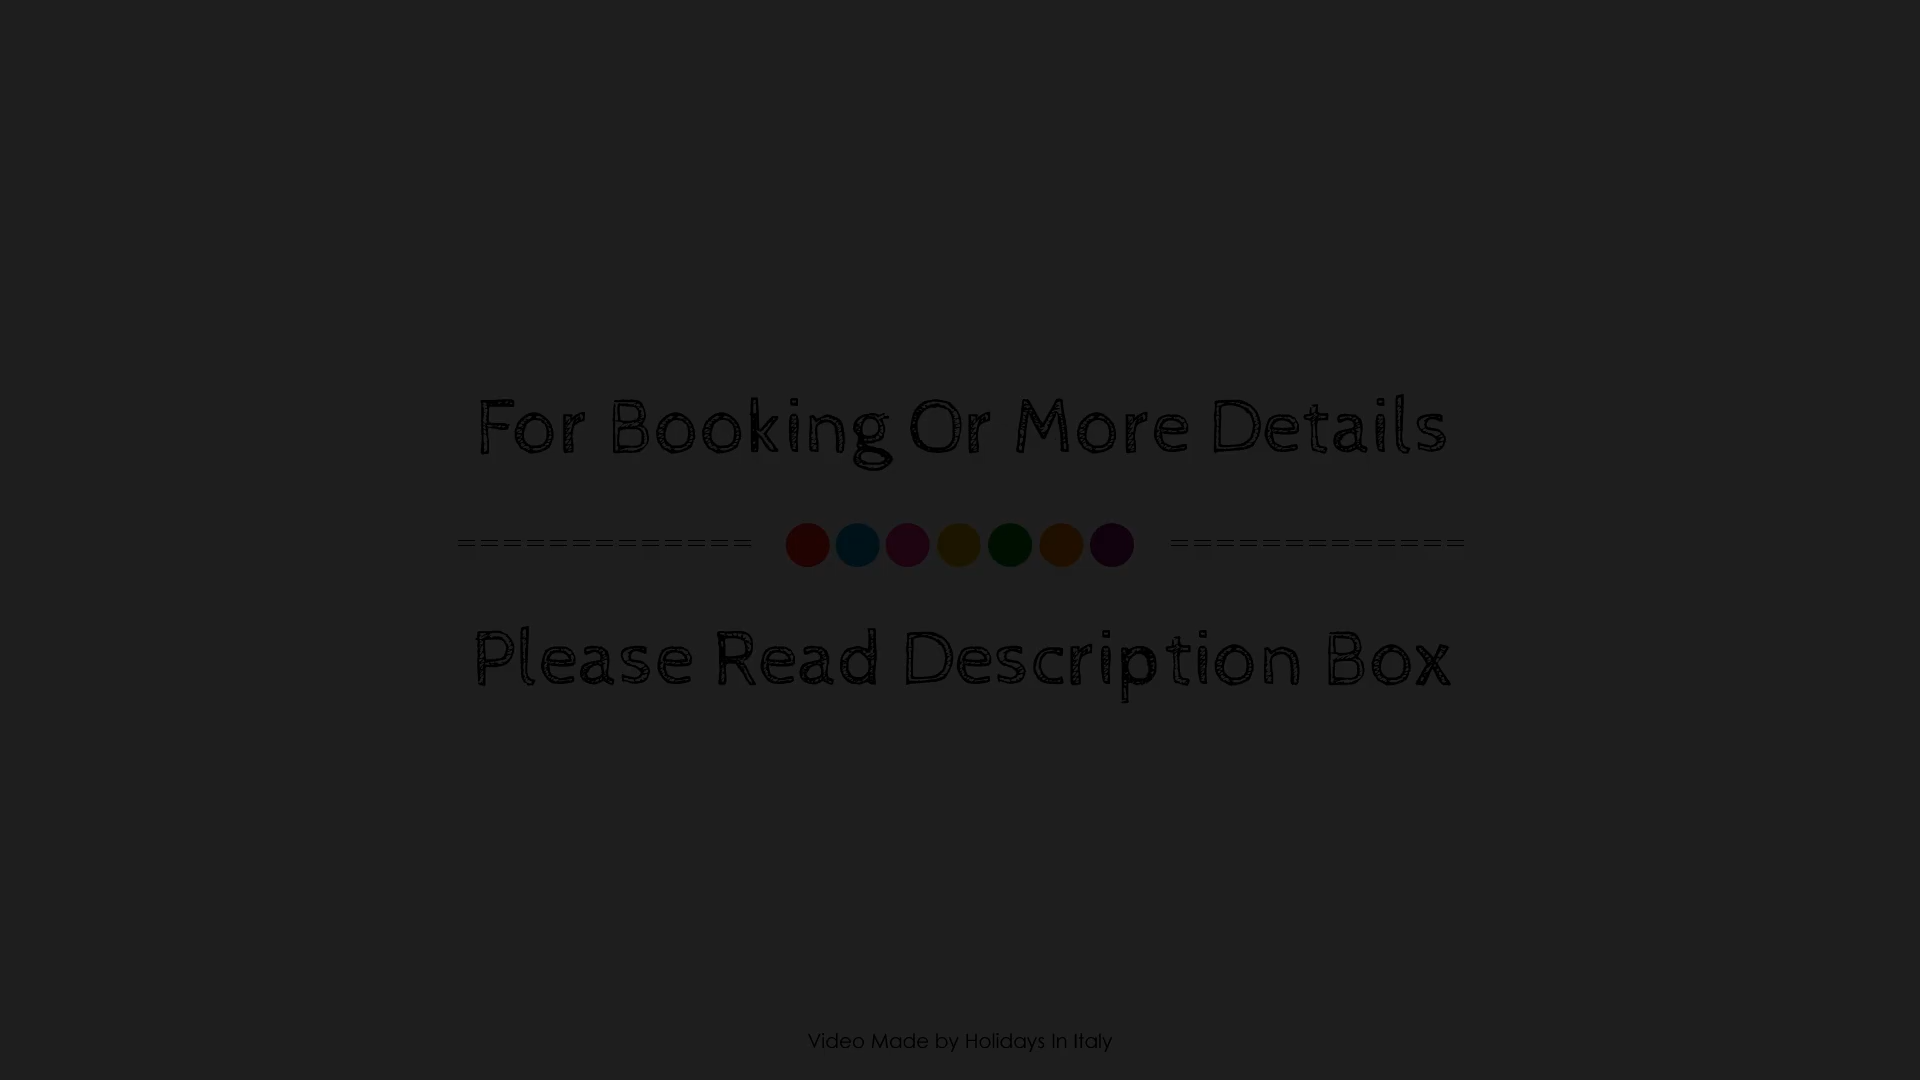 For Booking Or More Details
============= =============
Please Read Description Box
Video Made by Holidays In Italy